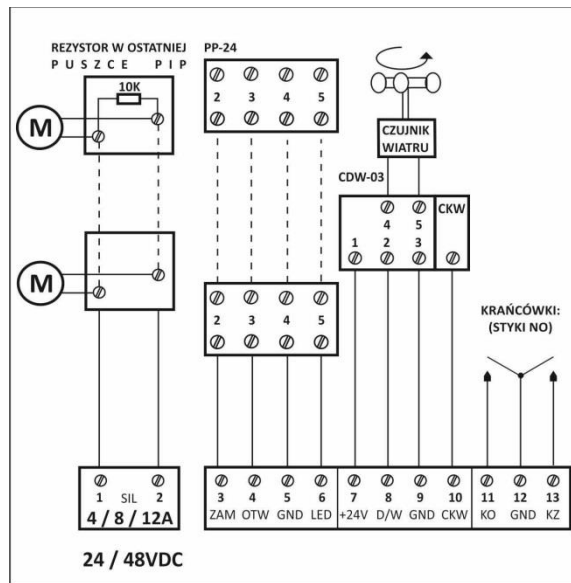 REZYSTOR W OSTATNIEJ
PUSZCE PIP
10K
M
M
1 SIL 2
4 / 8 / 12A
24 / 48VDC
PP-24
2 3 4 5
2 3 4 5
CZUJNIK
WIATRU
CDW-03
4 5 CKW
1 2 3
KRAŃCÓWKI:
(STYKI NO)
3 4 5 6 7 8 9 10 11 12 13
ZAM OTW GND LED +24V D/W GND CKW KO GND KZ